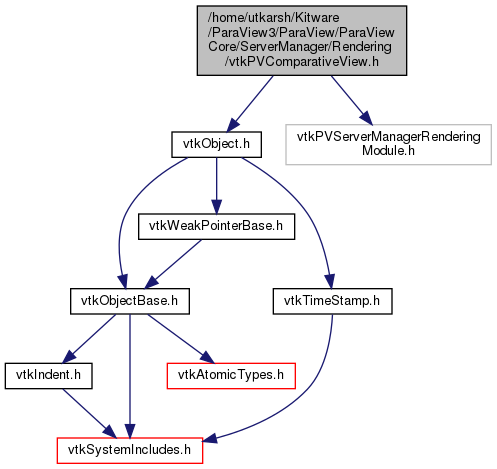 /home/utkarsh/Kitware
/ParaView3/ParaView/ParaView
Core/ServerManager/Rendering
/vtkPVComparativeView.h
vtkObject.h
vtkPVServerManagerRendering
Module.h
vtkWeakPointerBase.h
vtkObjectBase.h
vtkTimeStamp.h
vtkIndent.h
vtkAtomicTypes.h
vtkSystemIncludes.h